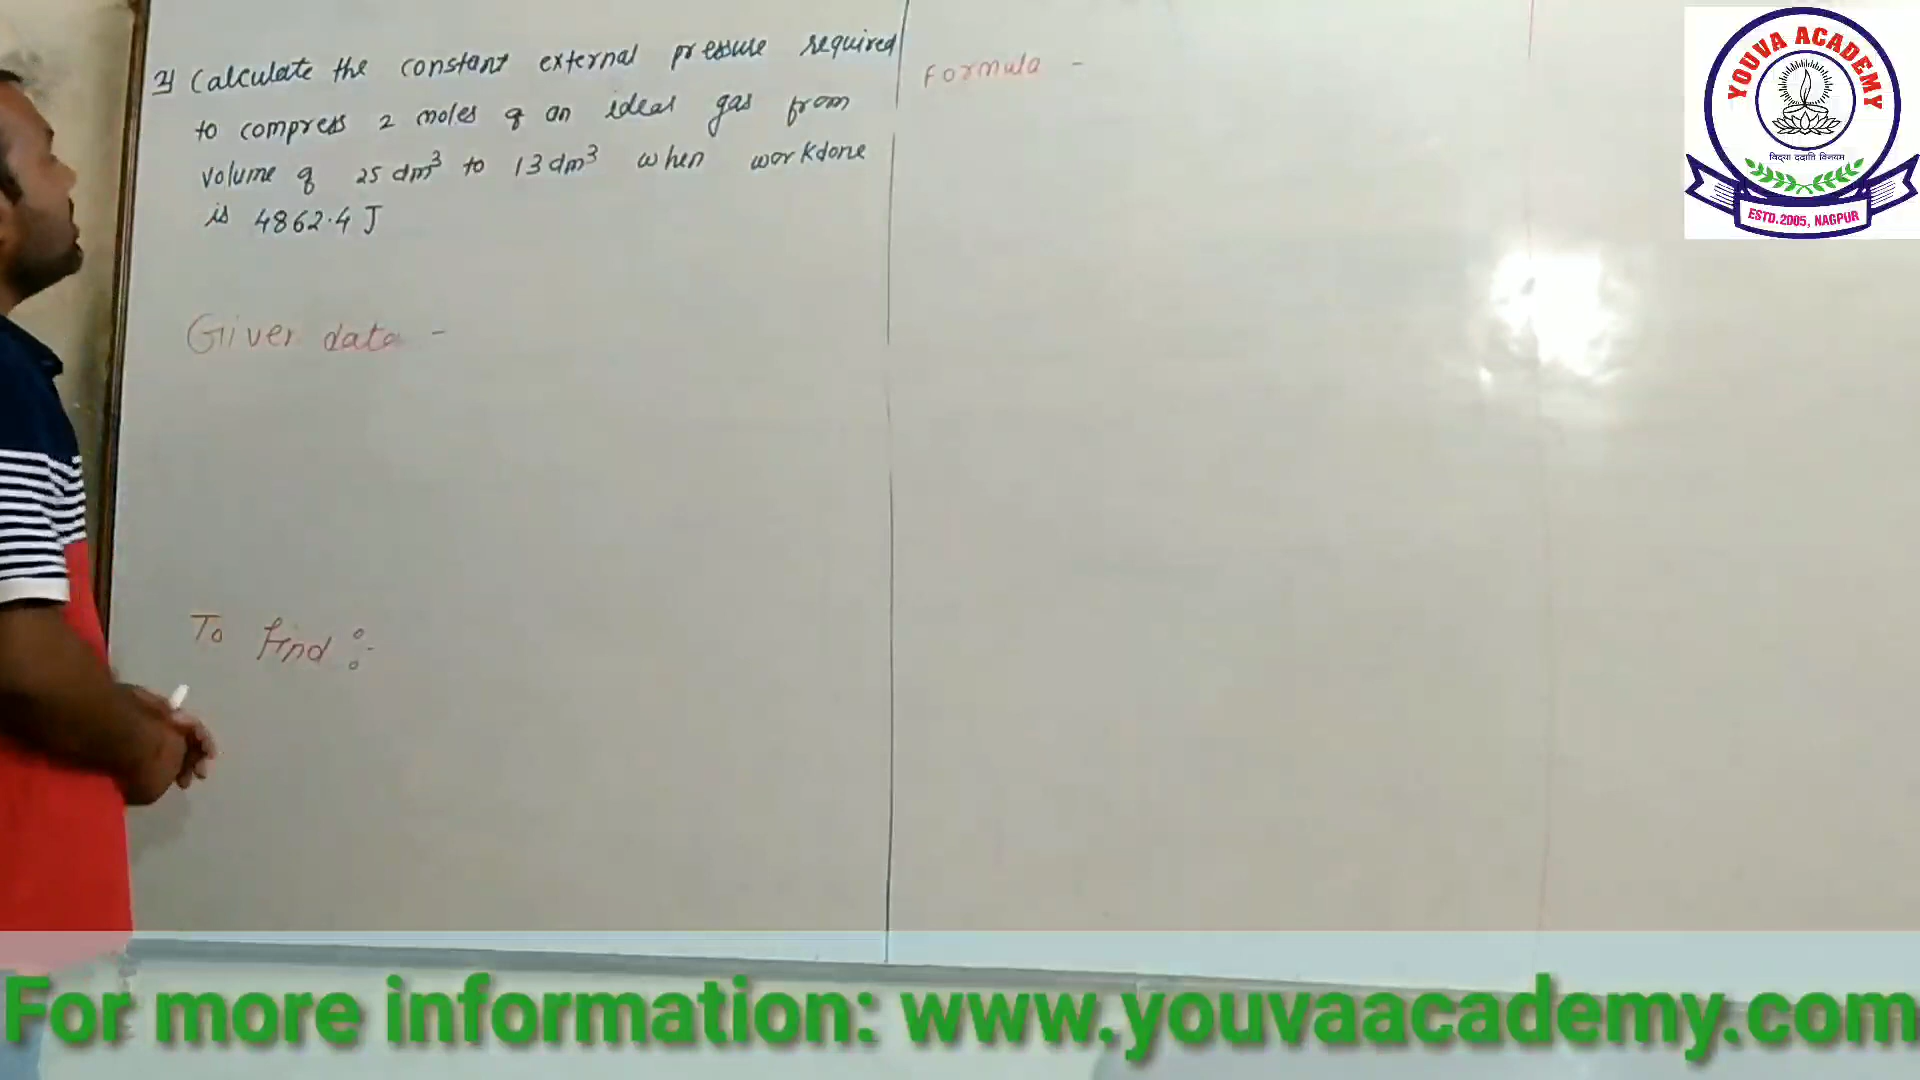 2) Calculate the constant external pressure required
to compress 2 moles of an ideal gas from
volume of 25 dm³ to 13 dm³ when workdone
is 4862.4 J
Formula -
Given data -
To find :-
YOUVA ACADEMY
विद्या ददाति विनयम
ESTD.2005, NAGPUR
For more information: www.youvaacademy.com